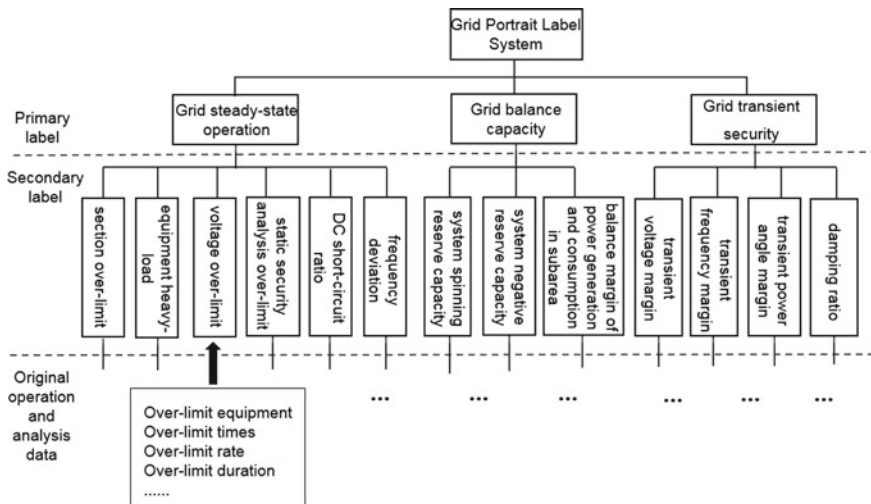 Grid Portrait Label
System
Primary
label
Grid steady-state
operation
Grid balance
capacity
Grid transient
security
Secondary
label
section over-limit
equipment heavy-
load
voltage over-limit
static security
analysis over-limit
DC short-circuit
ratio
frequency
deviation
system spinning
reserve capacity
system negative
reserve capacity
balance margin of
power generation
and consumption
in subarea
transient
voltage margin
transient
frequency margin
transient power
angle margin
damping ratio
Original
operation
and
analysis
data
Over-limit equipment
Over-limit times
Over-limit rate
Over-limit duration
......
... ... ... ... ... ...